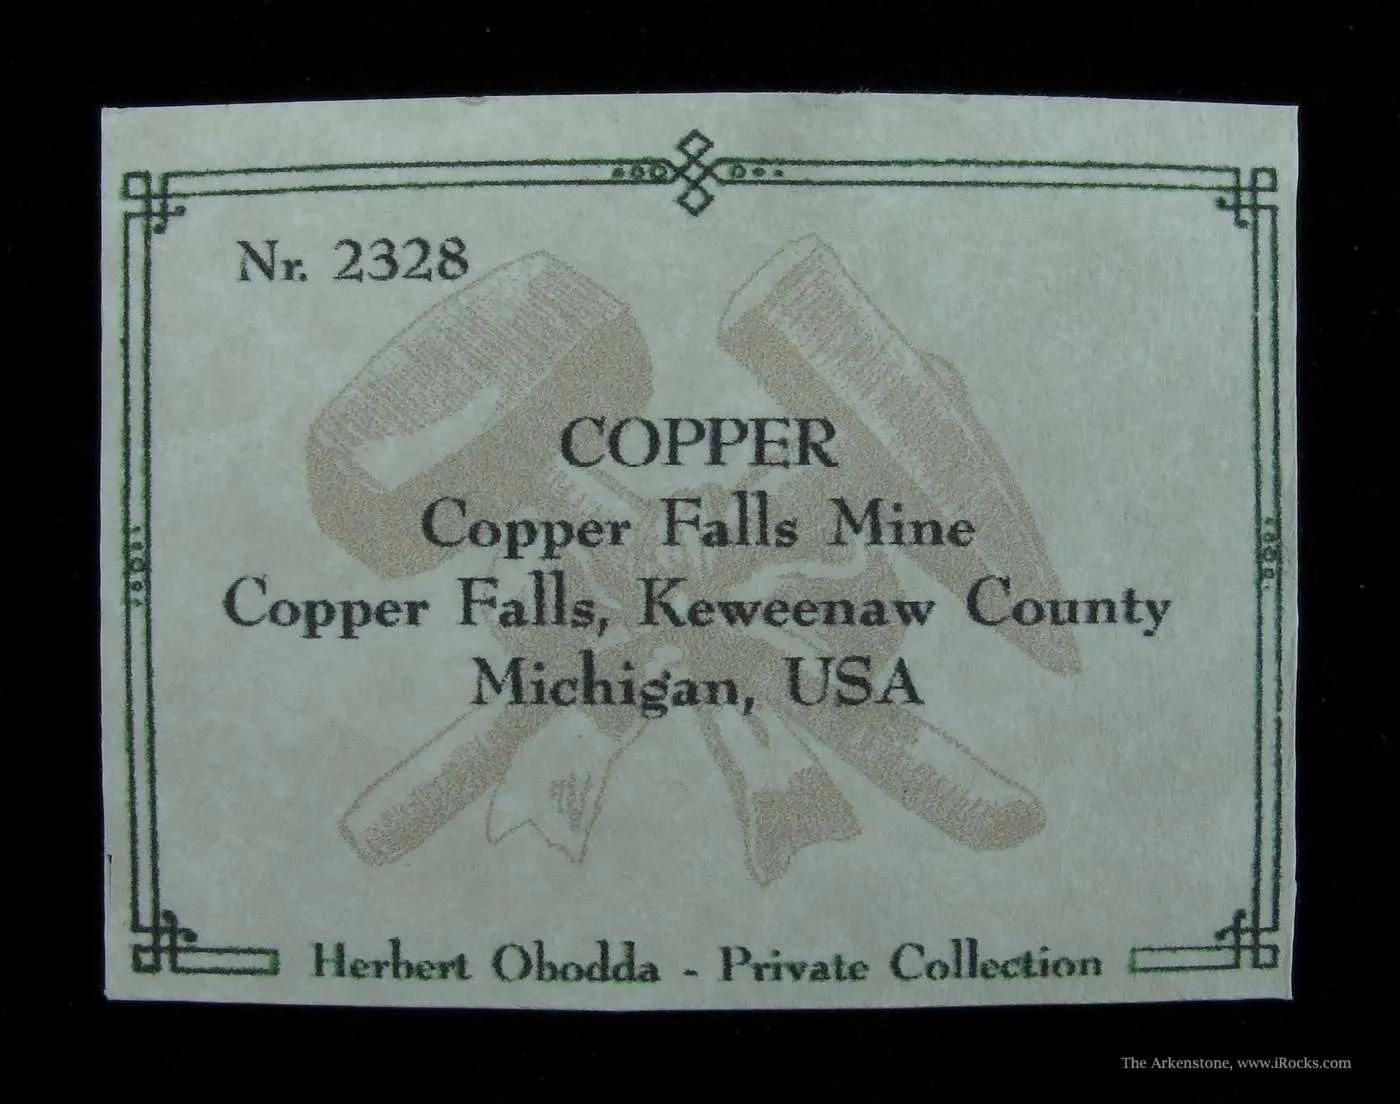 Nr. 2328
COPPER
Copper Falls Mine
Copper Falls, Keweenaw County
Michigan, USA
Herbert Obodda - Private Collection
The Arkenstone, www.iRocks.com